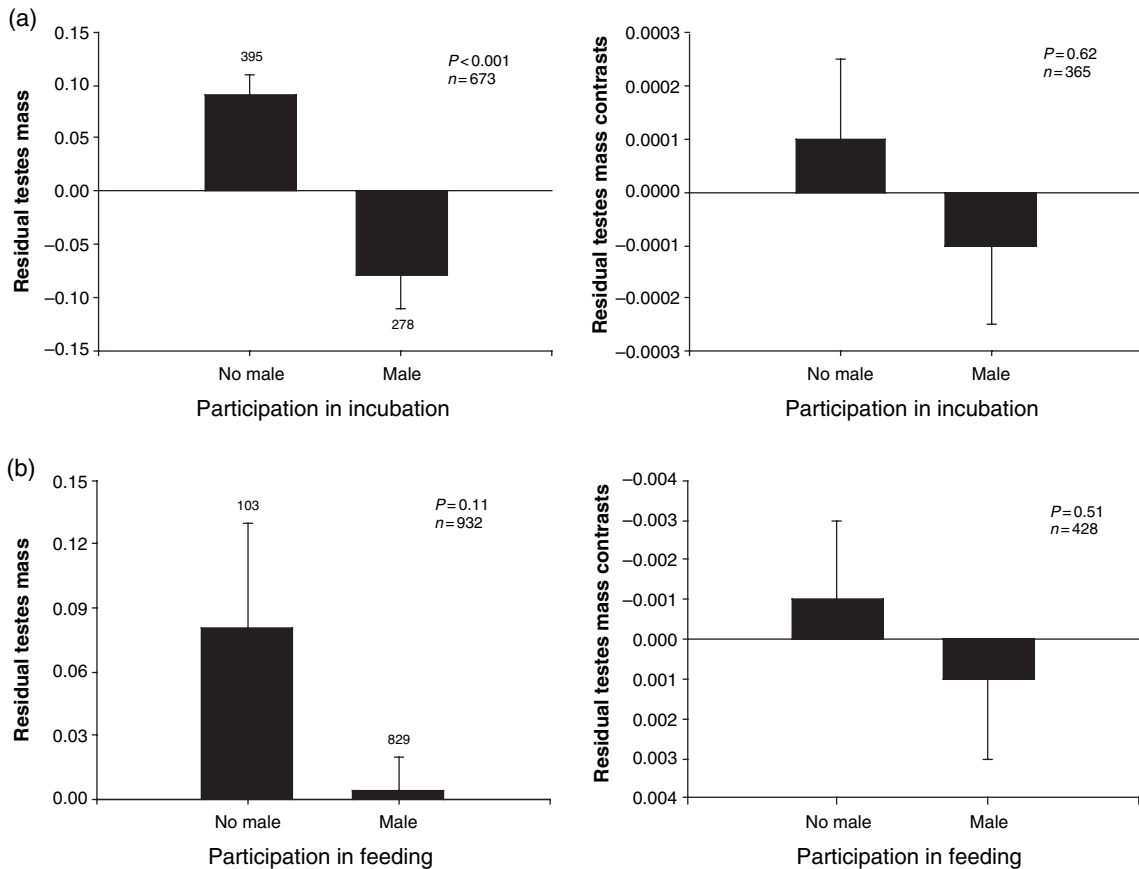 (a)
Residual testes mass
0.15
0.10
0.05
0.00
−0.05
−0.10
−0.15
395
278
P<0.001
n=673
No male Male
Participation in incubation
Residual testes mass contrasts
0.0003
0.0002
0.0001
0.0000
−0.0001
−0.0002
−0.0003
P=0.62
n=365
No male Male
Participation in incubation
(b)
Residual testes mass
0.15
0.12
0.09
0.06
0.03
0.00
103
829
P=0.11
n=932
No male Male
Participation in feeding
Residual testes mass contrasts
−0.004
−0.003
−0.002
−0.001
0.000
0.001
0.002
0.003
0.004
P=0.51
n=428
No male Male
Participation in feeding